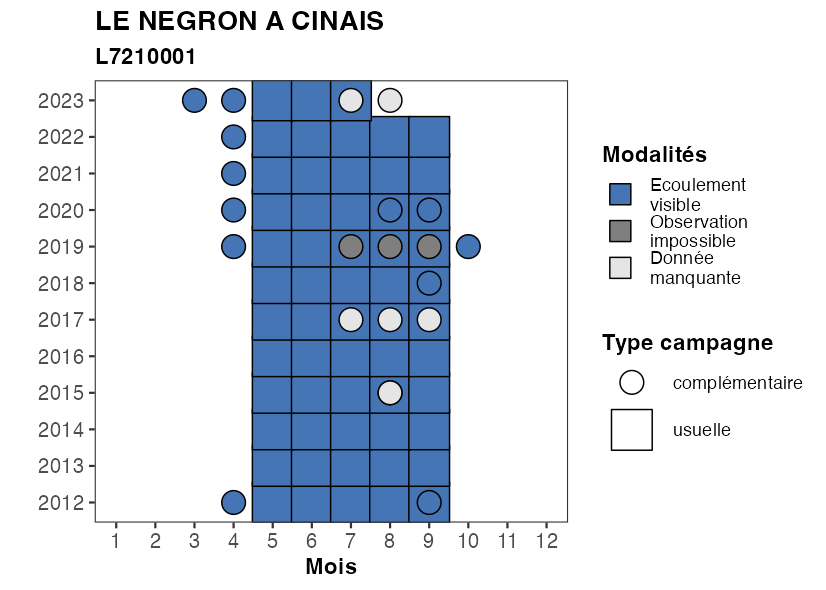 LE NEGRON A CINAIS
L7210001
2023
2022
2021
2020
2019
2018
2017
2016
2015
2014
2013
2012
1 2 3 4 5 6 7 8 9 10 11 12
Mois
Modalités
Ecoulement
visible
Observation
impossible
Donnée
manquante
Type campagne
complémentaire
usuelle